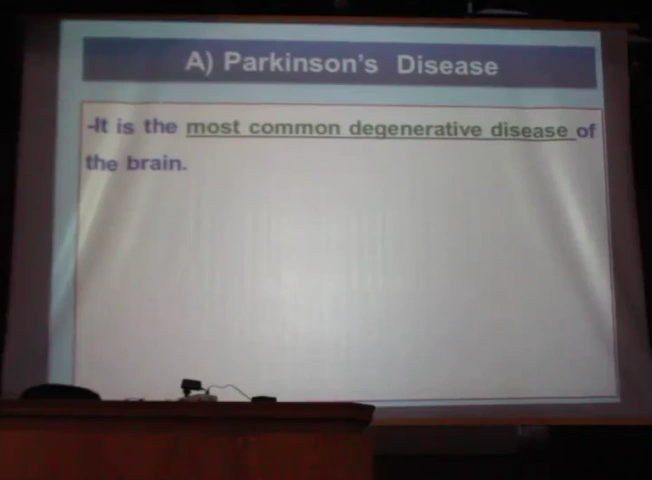 A) Parkinson's Disease
-It is the most common degenerative disease of
the brain.